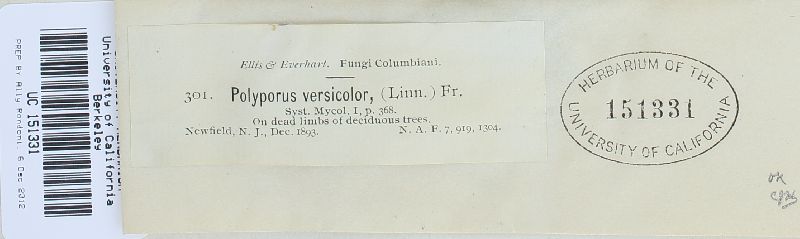 Ellis & Everhart. Fungi Columbiani.
301. Polyporus versicolor, (Linn.) Fr.
Syst. Mycol. I, p. 368.
On dead limbs of deciduous trees.
Newfield, N. J., Dec. 1893. N. A. F. 7, 919, 1304.
HERBARIUM OF THE
151331
UNIVERSITY OF CALIFORNIA
University of California
Berkeley
UC 151331
PREP BY Ally Rondoni, 6 Dec 2012
OK